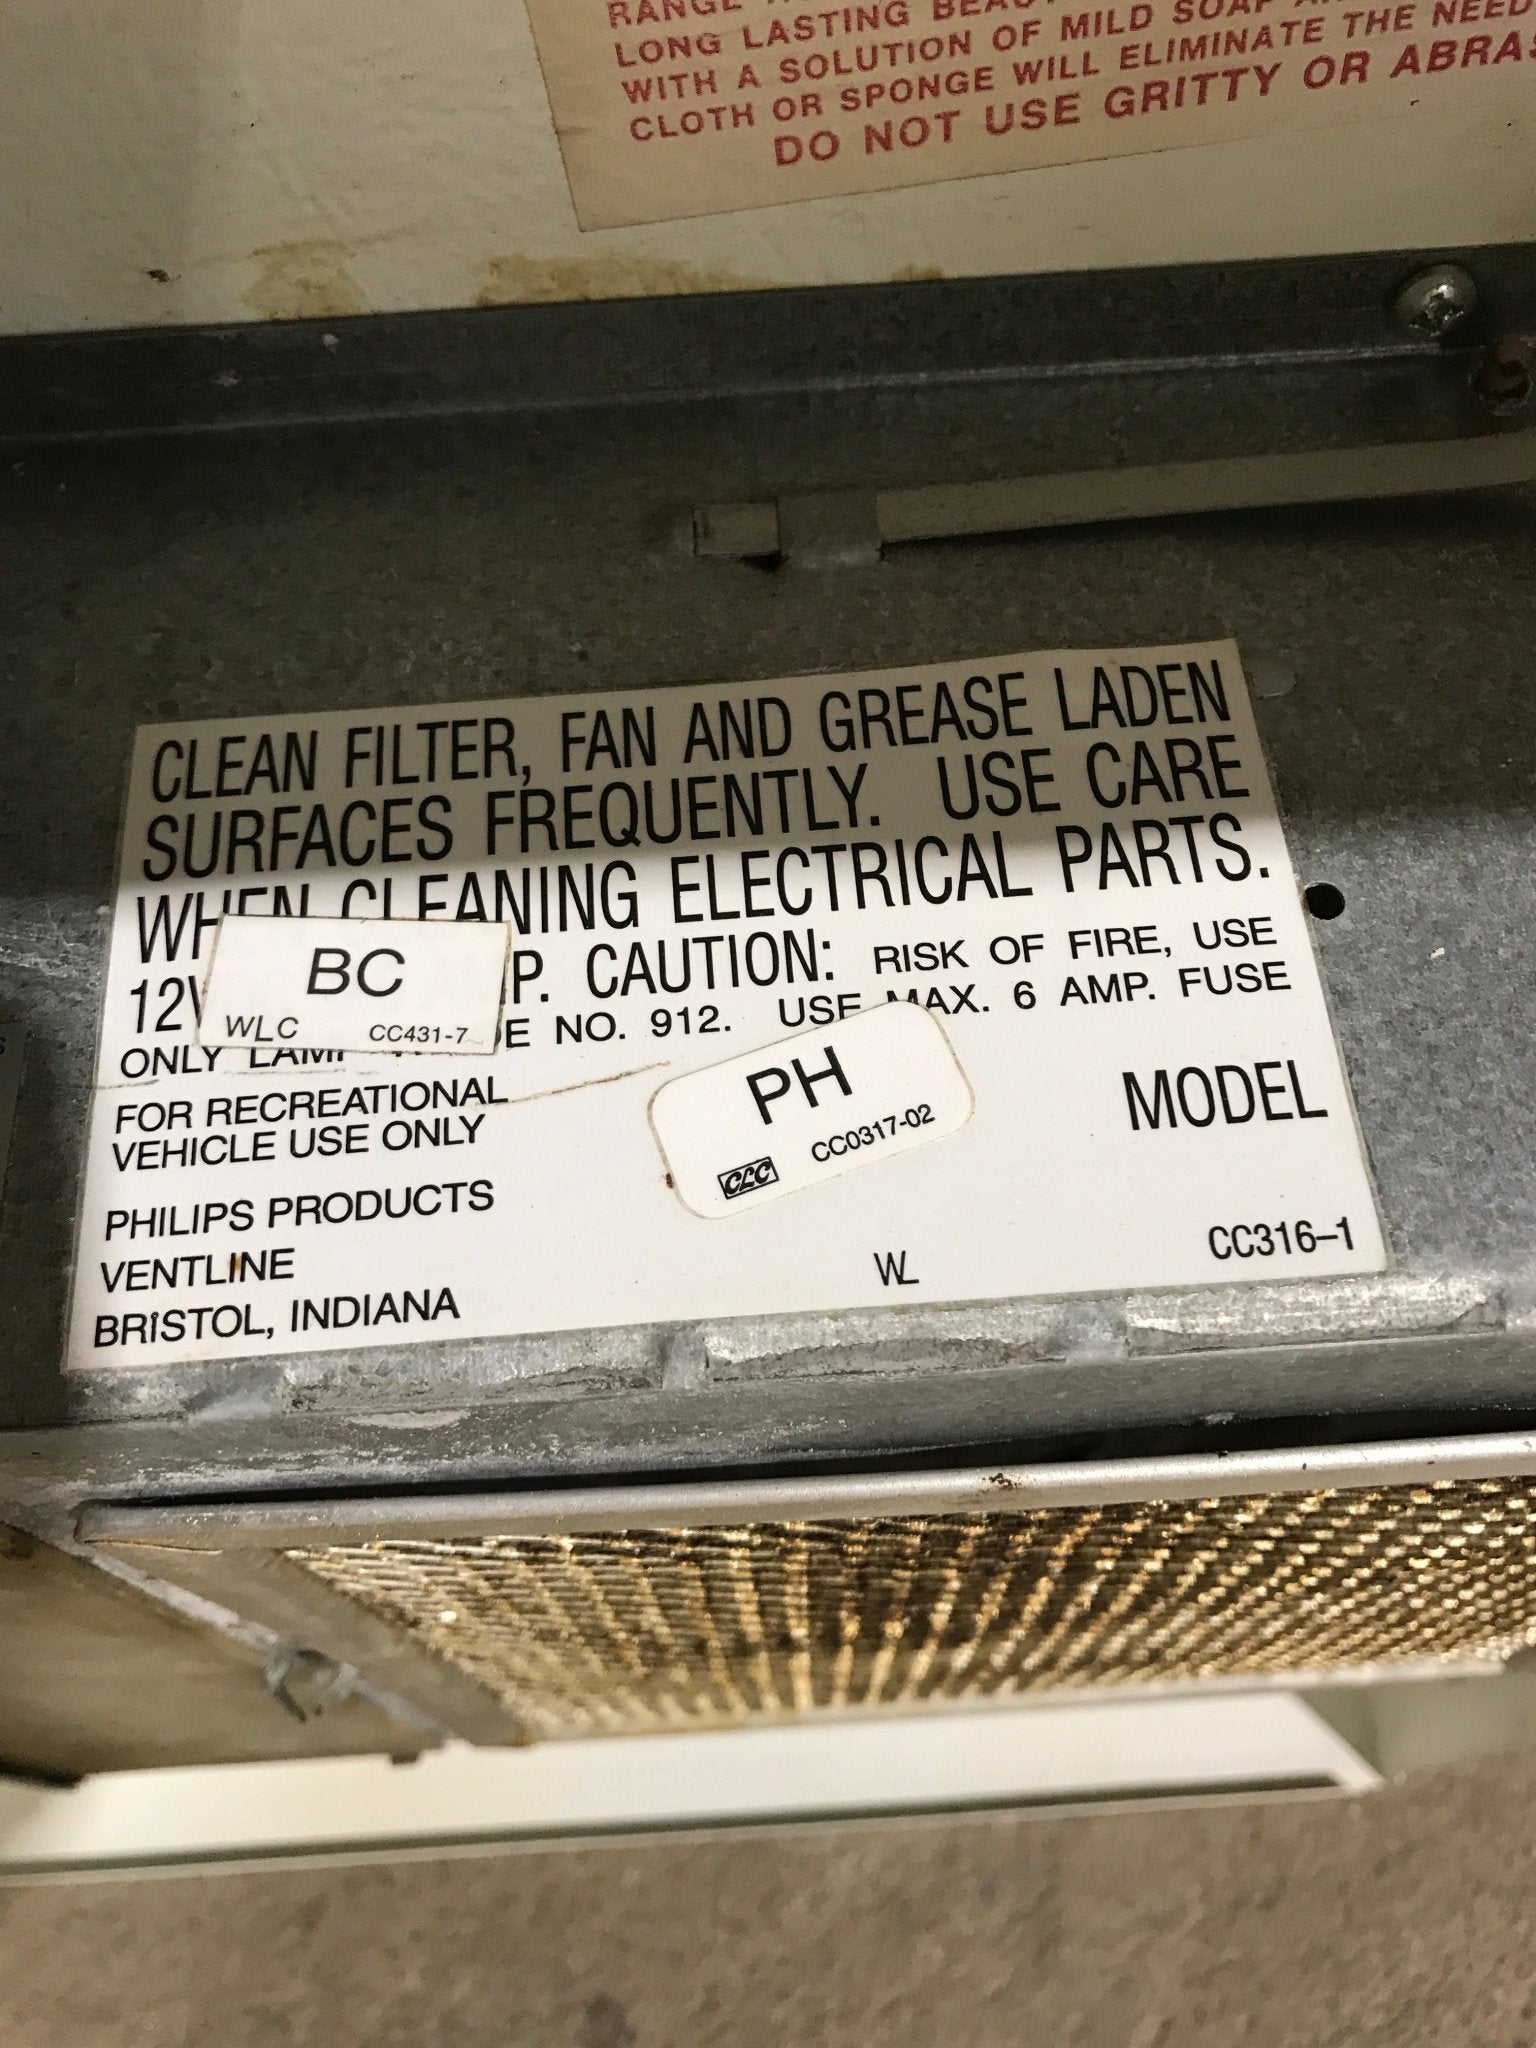 LONG LASTING
WITH A SOLUTION OF MILD SOAP
CLOTH OR SPONGE WILL ELIMINATE THE NEED
DO NOT USE GRITTY OR
CLEAN FILTER, FAN AND GREASE LADEN
SURFACES FREQUENTLY. USE CARE
WHEN CLEANING ELECTRICAL PARTS.
12V P. CAUTION: RISK OF FIRE, USE
ONLY LAMP NO. 912. USE MAX. 6 AMP. FUSE
BC
WLC CC431-7
FOR RECREATIONAL
VEHICLE USE ONLY
PH
CLC CC0317-02
MODEL
PHILIPS PRODUCTS
VENTLINE
BRISTOL, INDIANA
WL
CC316-1